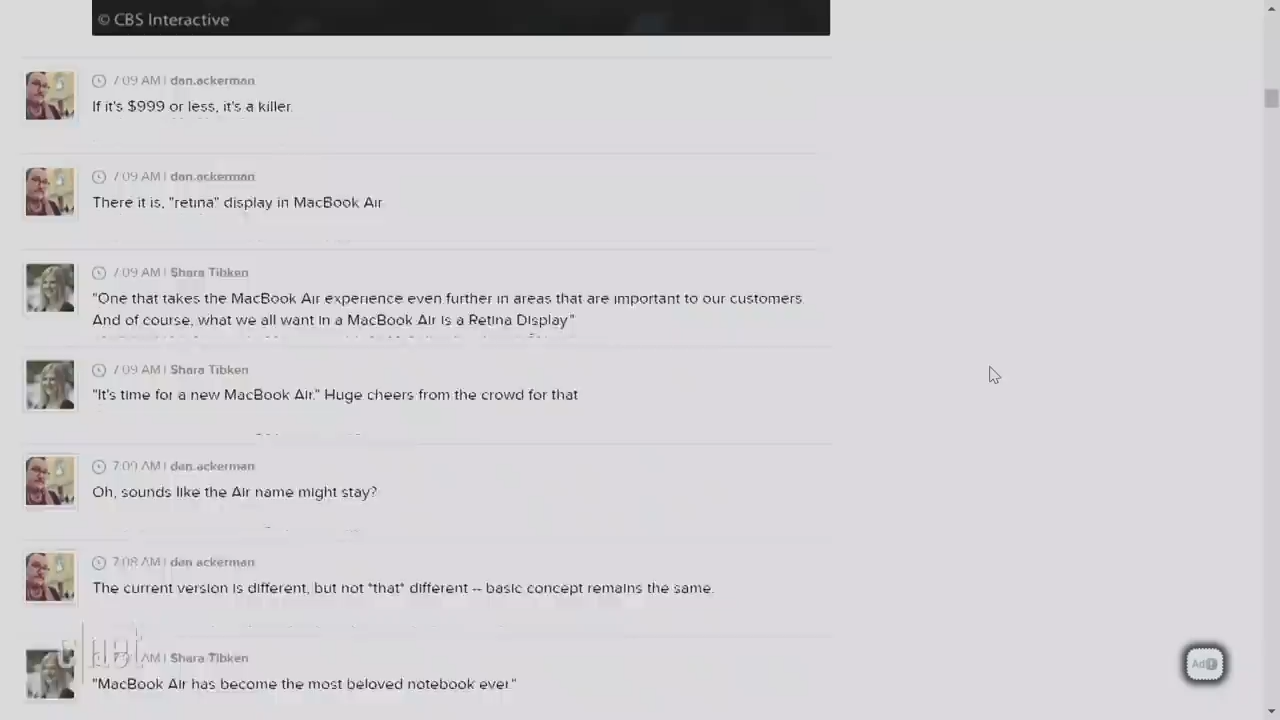 © CBS Interactive
7:09 AM | dan.ackerman
If it's $999 or less, it's a killer.
7:09 AM | dan.ackerman
There it is, "retina" display in MacBook Air
7:09 AM | Shara Tibken
"One that takes the MacBook Air experience even further in areas that are important to our customers.
And of course, what we all want in a MacBook Air is a Retina Display"
7:09 AM | Shara Tibken
"It's time for a new MacBook Air." Huge cheers from the crowd for that
7:09 AM | dan.ackerman
Oh, sounds like the Air name might stay?
7:08 AM | dan.ackerman
The current version is different, but not *that* different -- basic concept remains the same.
AM | Shara Tibken
"MacBook Air has become the most beloved notebook ever"
c|net
Ad